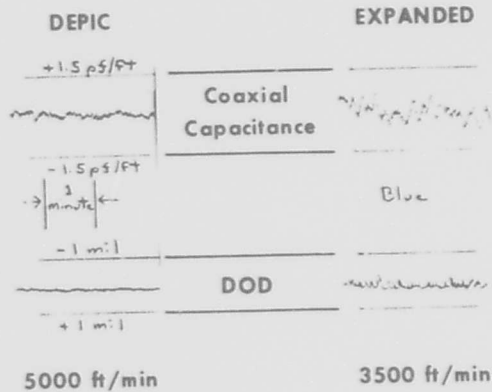 DEPIC
EXPANDED
+1.5 pf/ft
Coaxial
Capacitance
-1.5 pf/ft
1
minute
Blue
-1 mil
DOD
+1 mil
5000 ft/min
3500 ft/min